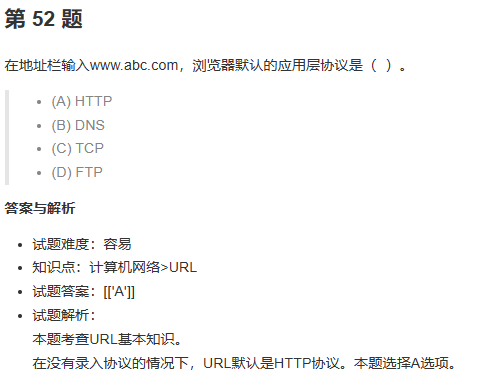 第 52 题
在地址栏输入www.abc.com，浏览器默认的应用层协议是（ ）。
• (A) HTTP
• (B) DNS
• (C) TCP
• (D) FTP
答案与解析
• 试题难度：容易
• 知识点：计算机网络>URL
• 试题答案：[['A']]
• 试题解析：
本题考查URL基本知识。
在没有录入协议的情况下，URL默认是HTTP协议。本题选择A选项。